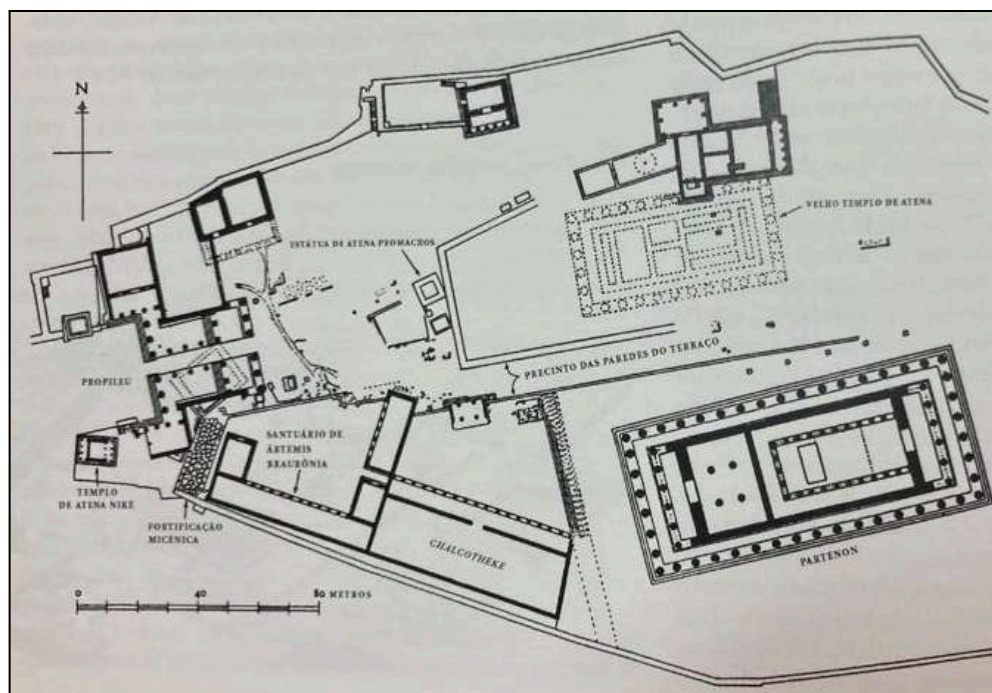 N
ESTÁTUA DE ATENA PROMACHOS
VELHO TEMPLO DE ATENA
PRECINTO DAS PAREDES DO TERRAÇO
PROPILEU
SANTUÁRIO DE
ÁRTEMIS
BRAURÔNIA
TEMPLO
DE ATENA NIKE
FORTIFICAÇÃO
MICÊNICA
CHALCOTHEKE
PARTENON
0 40 80 METROS